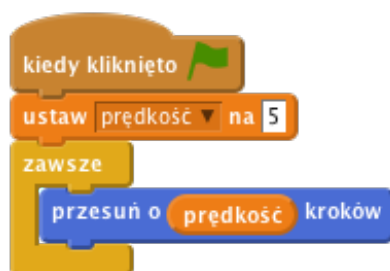 kiedy kliknięto
ustaw prędkość na 5
zawsze
przesuń o prędkość kroków